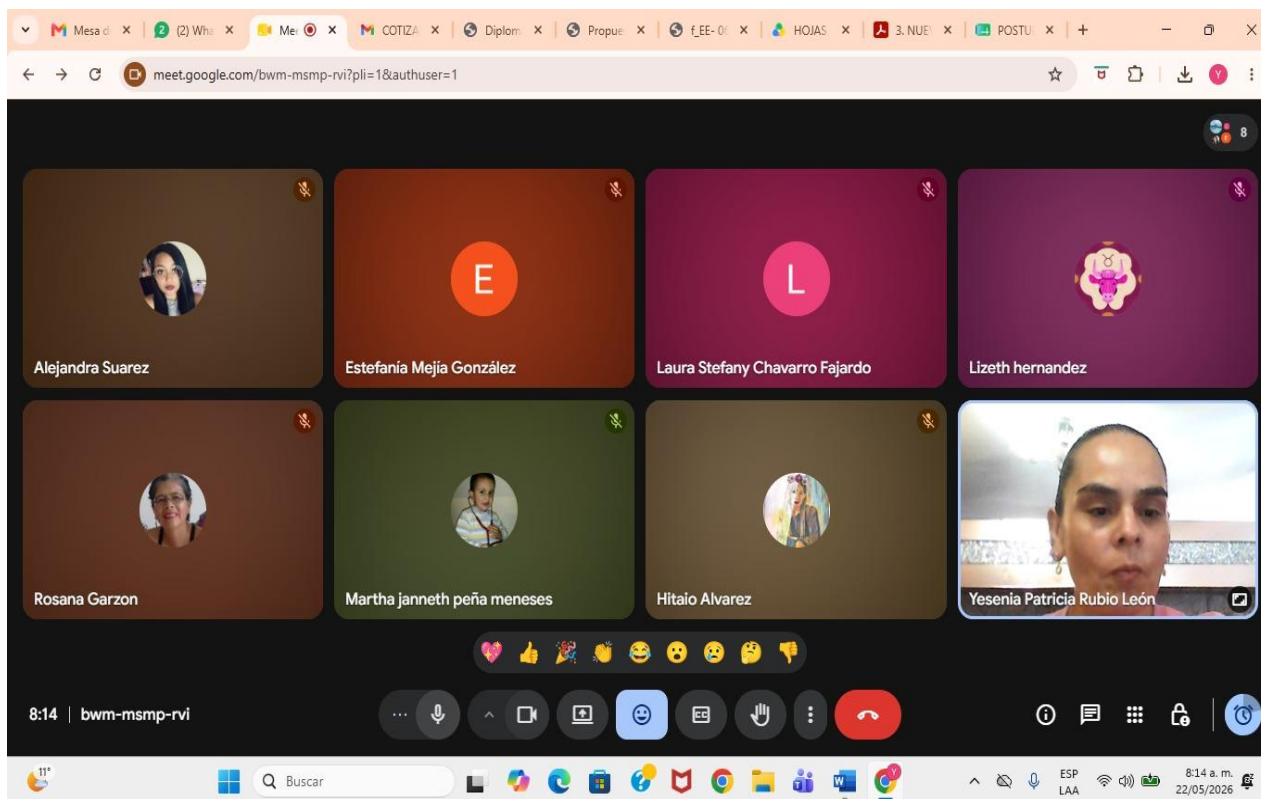 Mesa d
(2) Wha
Me
COTIZA
Diplom
Propue
f_EE- 0
HOJAS
3. NUE
POSTU
meet.google.com/bwm-msmp-rvi?pli=1&authuser=1
Y
8
Alejandra Suarez
E
Estefanía Mejía González
L
Laura Stefany Chavarro Fajardo
Lizeth hernandez
Rosana Garzon
Martha janneth peña meneses
Hitaio Alvarez
Yesenia Patricia Rubio León
8:14 | bwm-msmp-rvi
CC
11°
Buscar
ESP
LAA
8:14 a. m.
22/05/2026